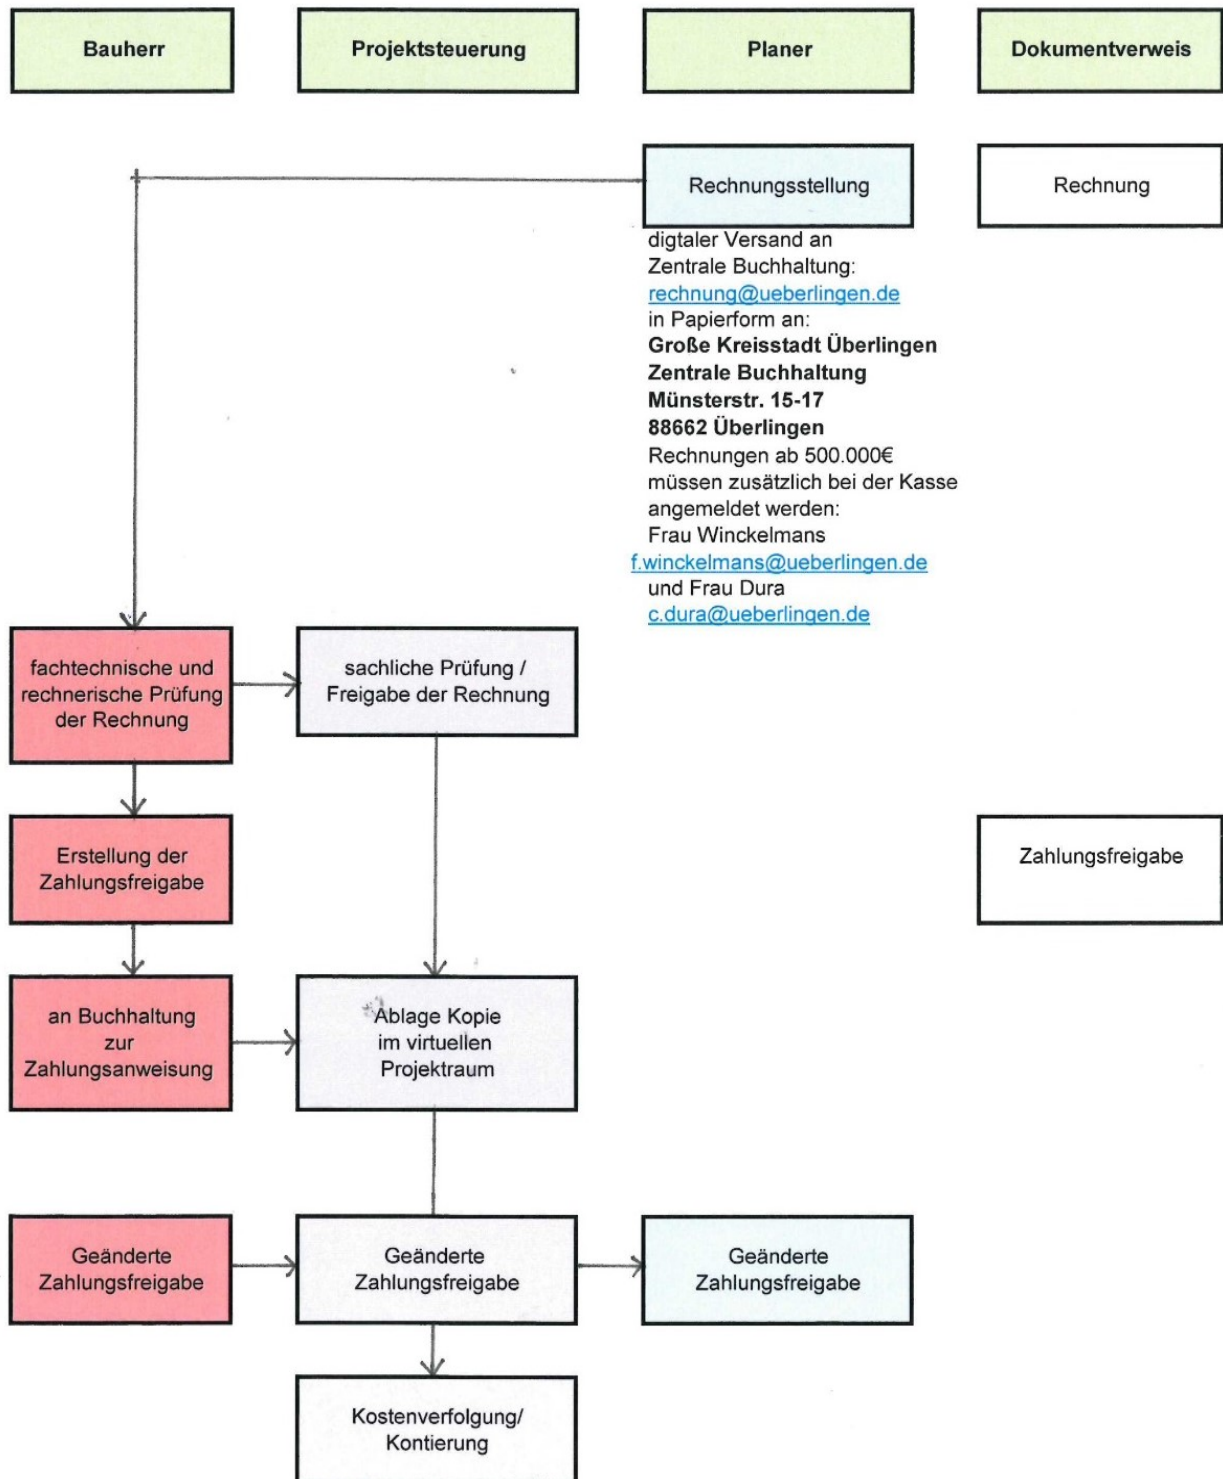 Bauherr
Projektsteuerung
Planer
Dokumentverweis
Rechnungsstellung
Rechnung
digtaler Versand an
Zentrale Buchhaltung:
rechnung@ueberlingen.de
in Papierform an:
Große Kreisstadt Überlingen
Zentrale Buchhaltung
Münsterstr. 15-17
88662 Überlingen
Rechnungen ab 500.000€
müssen zusätzlich bei der Kasse
angemeldet werden:
Frau Winckelmans
f.winckelmans@ueberlingen.de
und Frau Dura
c.dura@ueberlingen.de
fachtechnische und
rechnerische Prüfung
der Rechnung
sachliche Prüfung /
Freigabe der Rechnung
Erstellung der
Zahlungsfreigabe
Zahlungsfreigabe
an Buchhaltung
zur
Zahlungsanweisung
Ablage Kopie
im virtuellen
Projektraum
Geänderte
Zahlungsfreigabe
Geänderte
Zahlungsfreigabe
Geänderte
Zahlungsfreigabe
Kostenverfolgung/
Kontierung